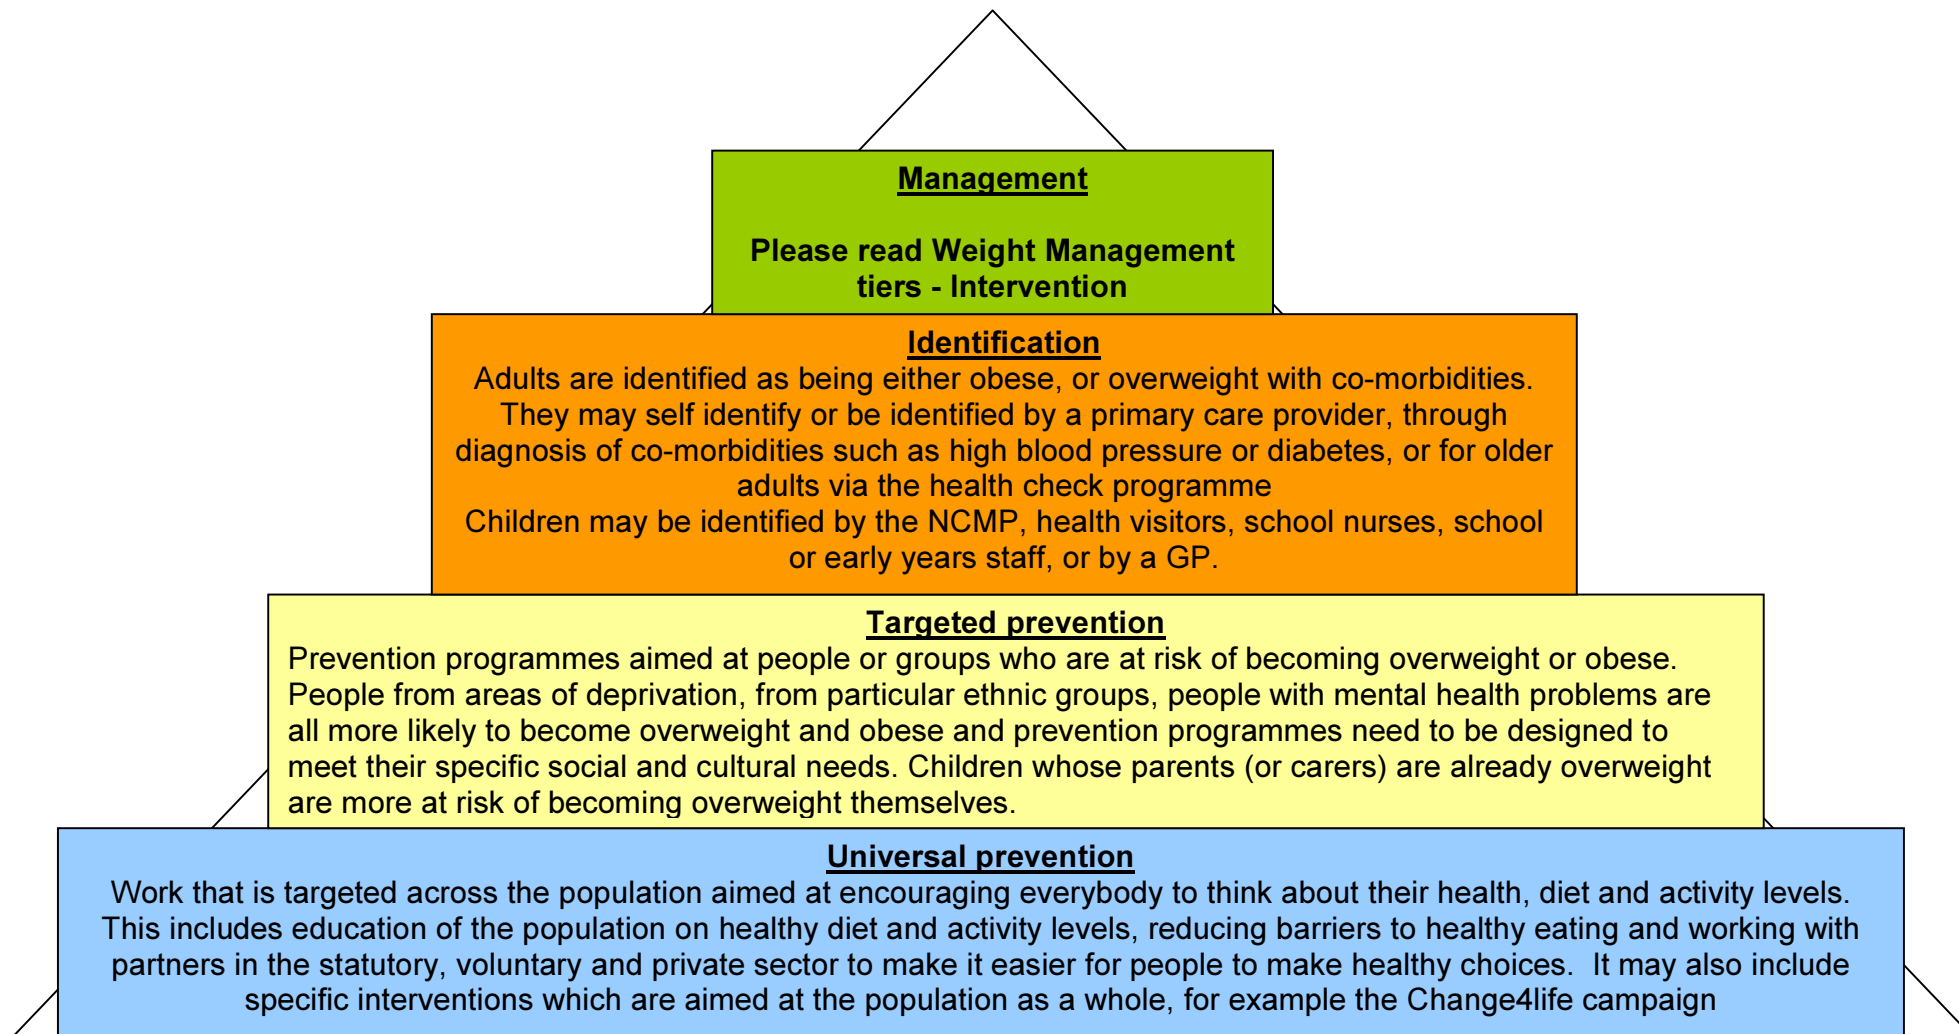 Management
Please read Weight Management
tiers - Intervention
Identification
Adults are identified as being either obese, or overweight with co-morbidities.
They may self identify or be identified by a primary care provider, through
diagnosis of co-morbidities such as high blood pressure or diabetes, or for older
adults via the health check programme
Children may be identified by the NCMP, health visitors, school nurses, school
or early years staff, or by a GP.
Targeted prevention
Prevention programmes aimed at people or groups who are at risk of becoming overweight or obese.
People from areas of deprivation, from particular ethnic groups, people with mental health problems are
all more likely to become overweight and obese and prevention programmes need to be designed to
meet their specific social and cultural needs. Children whose parents (or carers) are already overweight
are more at risk of becoming overweight themselves.
Universal prevention
Work that is targeted across the population aimed at encouraging everybody to think about their health, diet and activity levels.
This includes education of the population on healthy diet and activity levels, reducing barriers to healthy eating and working with
partners in the statutory, voluntary and private sector to make it easier for people to make healthy choices.  It may also include
specific interventions which are aimed at the population as a whole, for example the Change4life campaign